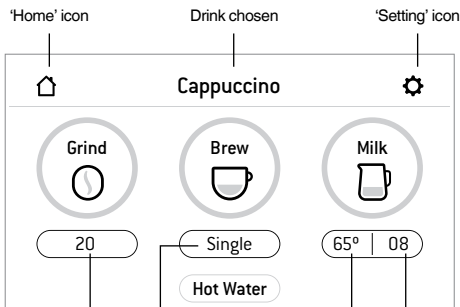 ‘Home’ icon Drink chosen ‘Setting’ icon
Cappuccino
Grind Brew Milk
20 Single 65º 08
Hot Water